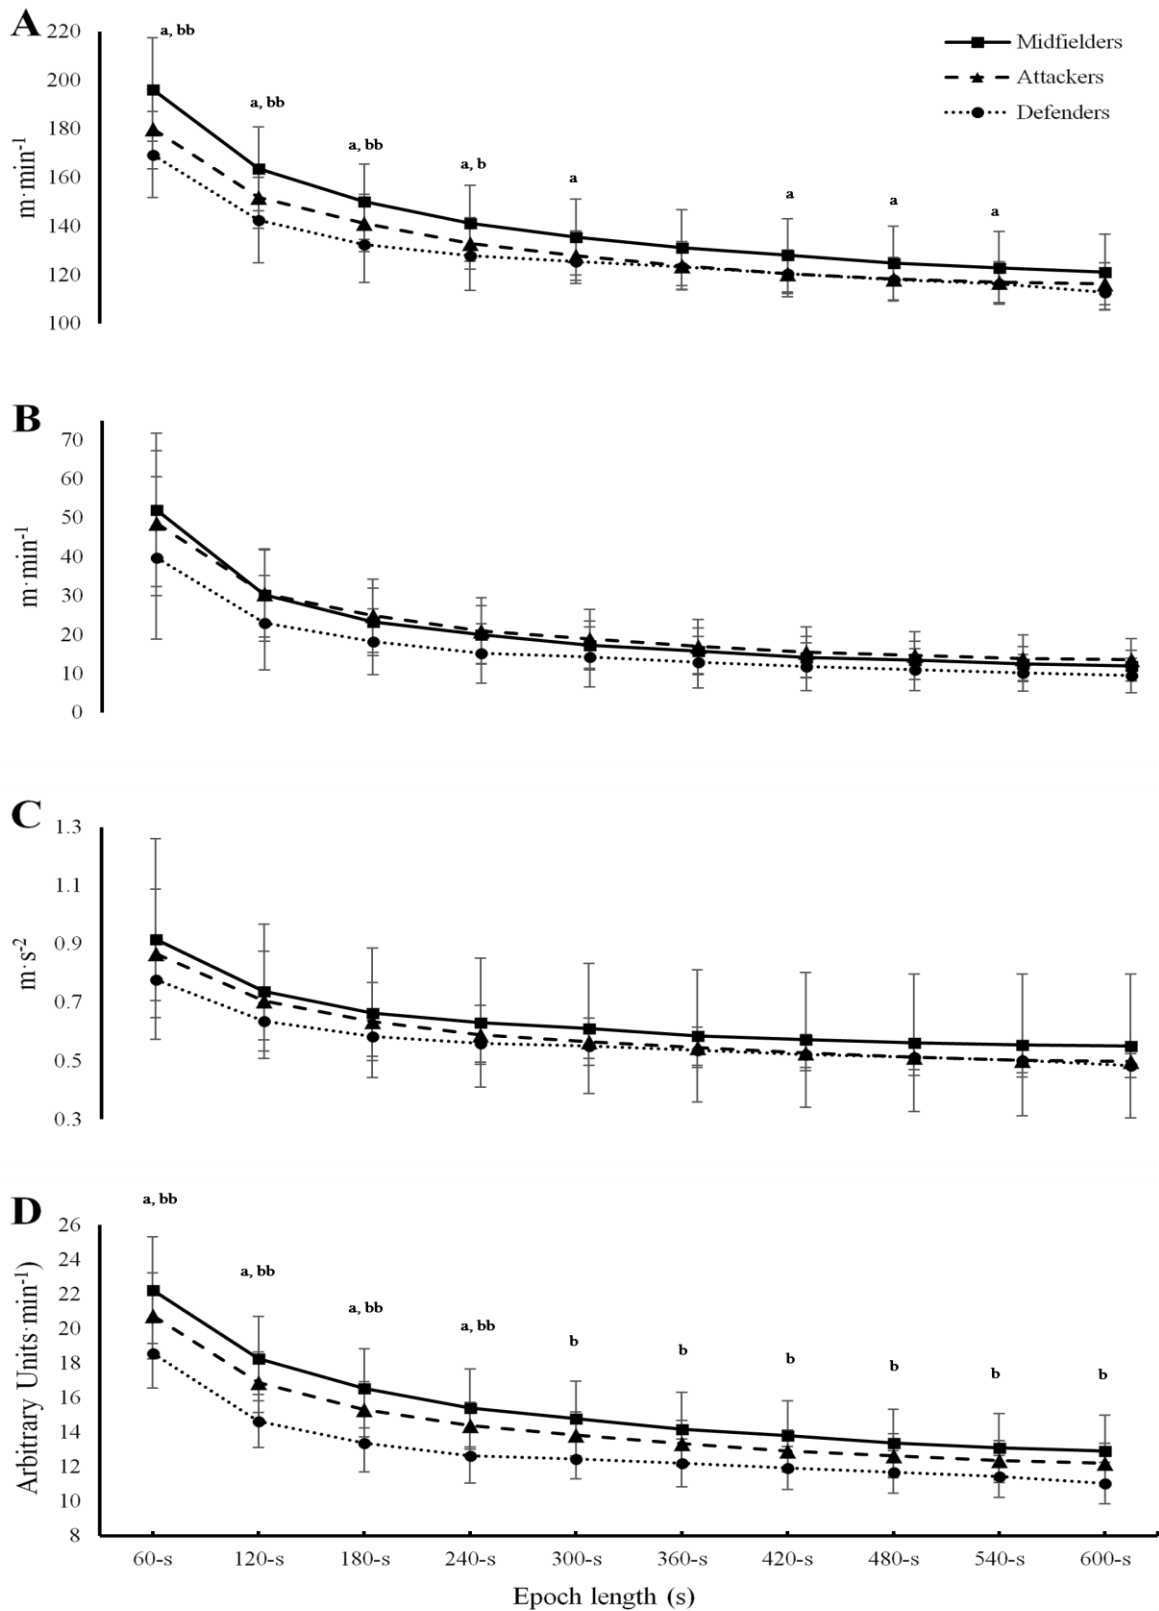 A
220
200
180
160
140
120
100
m·min-1
a, bb
a, bb
a, bb
a, b
a
a
a
a
Midfielders
Attackers
Defenders
B
70
60
50
40
30
20
10
0
m·min-1
C
1.3
1.1
0.9
0.7
0.5
0.3
m·s-2
D
26
24
22
20
18
16
14
12
10
8
Arbitrary Units·min-1)
a, bb
a, bb
a, bb
a, bb
b
b
b
b
b
b
60-s 120-s 180-s 240-s 300-s 360-s 420-s 480-s 540-s 600-s
Epoch length (s)